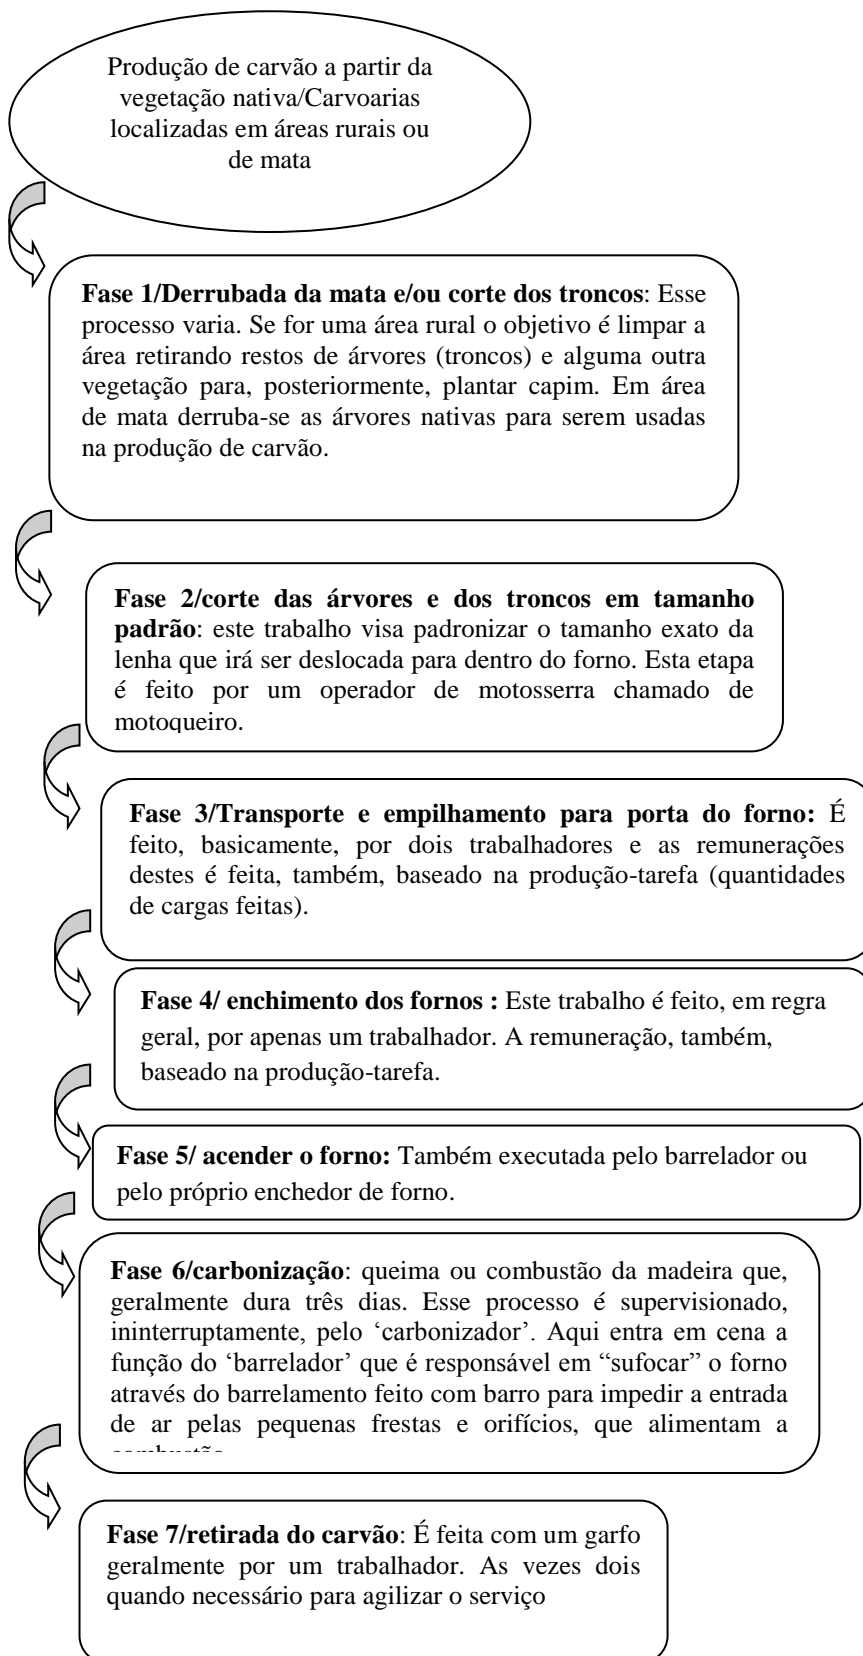 Produção de carvão a partir da
vegetação nativa/Carvoarias
localizadas em áreas rurais ou
de mata
Fase 1/Derrubada da mata e/ou corte dos troncos: Esse
processo varia. Se for uma área rural o objetivo é limpar a
área retirando restos de árvores (troncos) e alguma outra
vegetação para, posteriormente, plantar capim. Em área
de mata derruba-se as árvores nativas para serem usadas
na produção de carvão.
Fase 2/corte das árvores e dos troncos em tamanho
padrão: este trabalho visa padronizar o tamanho exato da
lenha que irá ser deslocada para dentro do forno. Esta etapa
é feito por um operador de motosserra chamado de
motoqueiro.
Fase 3/Transporte e empilhamento para porta do forno: É
feito, basicamente, por dois trabalhadores e as remunerações
destes é feita, também, baseado na produção-tarefa (quantidades
de cargas feitas).
Fase 4/ enchimento dos fornos : Este trabalho é feito, em regra
geral, por apenas um trabalhador. A remuneração, também,
baseado na produção-tarefa.
Fase 5/ acender o forno: Também executada pelo barrelador ou
pelo próprio enchedor de forno.
Fase 6/carbonização: queima ou combustão da madeira que,
geralmente dura três dias. Esse processo é supervisionado,
ininterruptamente, pelo ‘carbonizador’. Aqui entra em cena a
função do ‘barrelador’ que é responsável em “sufocar” o forno
através do barrelamento feito com barro para impedir a entrada
de ar pelas pequenas frestas e orifícios, que alimentam a
Fase 7/retirada do carvão: É feita com um garfo
geralmente por um trabalhador. As vezes dois
quando necessário para agilizar o serviço